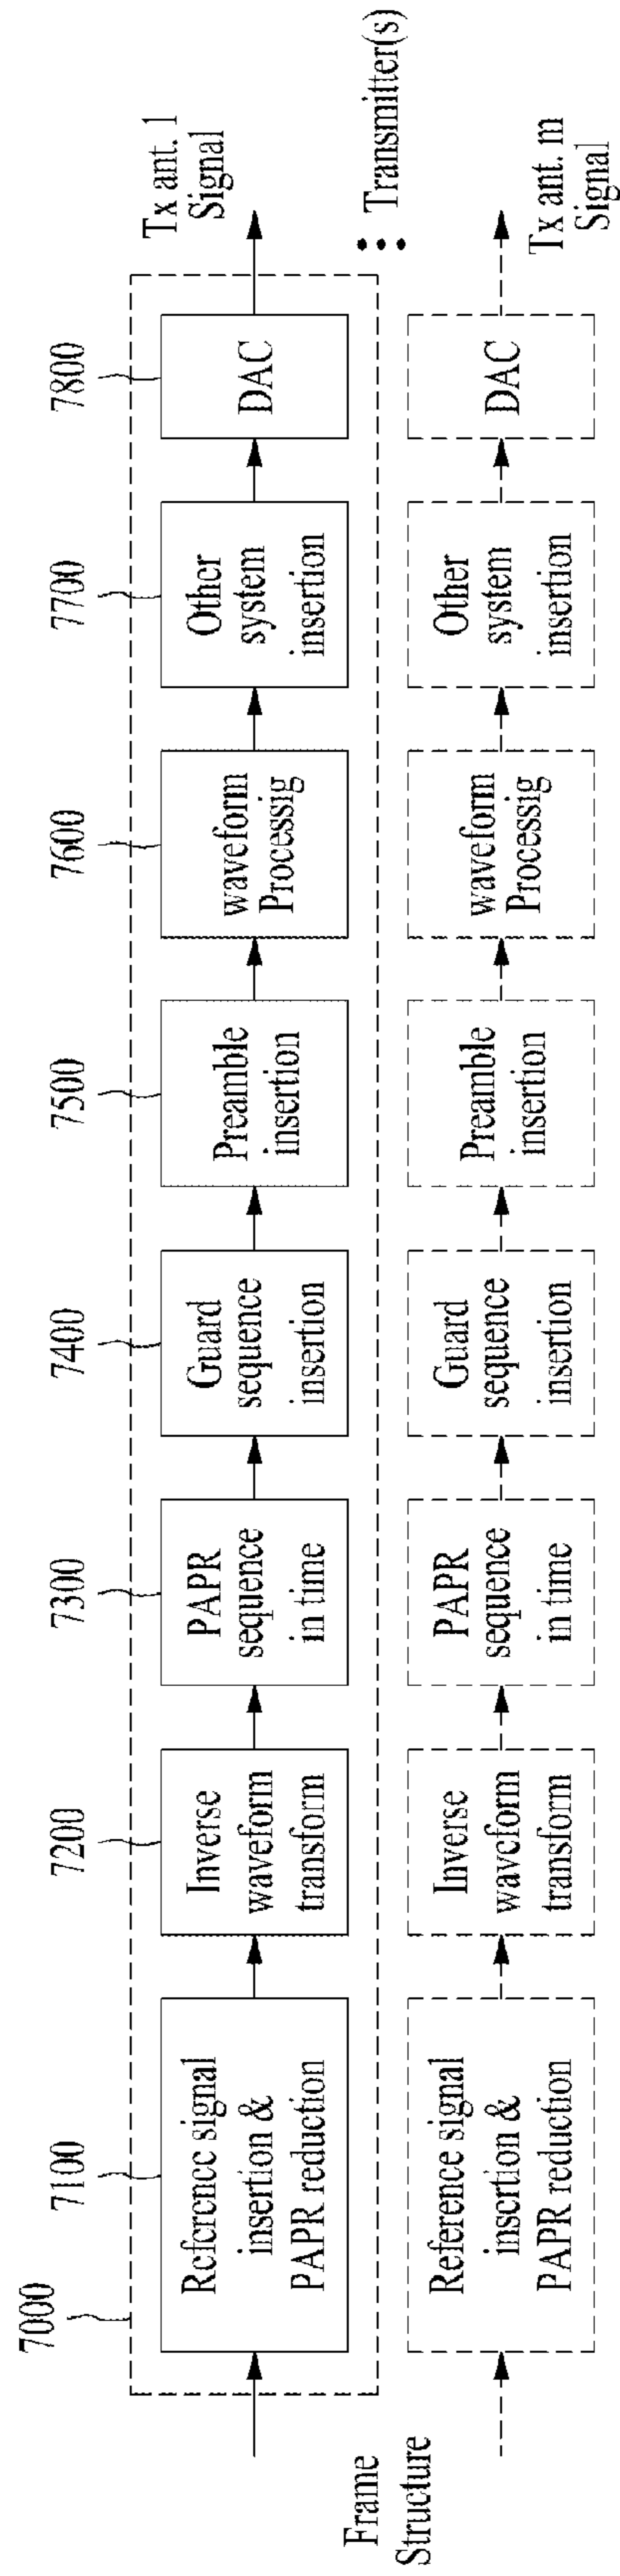 7000
7100
7200
7300
7400
7500
7600
7700
7800
Frame
Structure
Reference signal
insertion &
PAPR reduction
Inverse
waveform
transform
PAPR
sequence
in time
Guard
sequence
insertion
Preamble
insertion
waveform
Processig
Other
system
insertion
DAC
Tx ant. 1
Signal
Transmitter(s)
Reference signal
insertion &
PAPR reduction
Inverse
waveform
transform
PAPR
sequence
in time
Guard
sequence
insertion
Preamble
insertion
waveform
Processig
Other
system
insertion
DAC
Tx ant. m
Signal